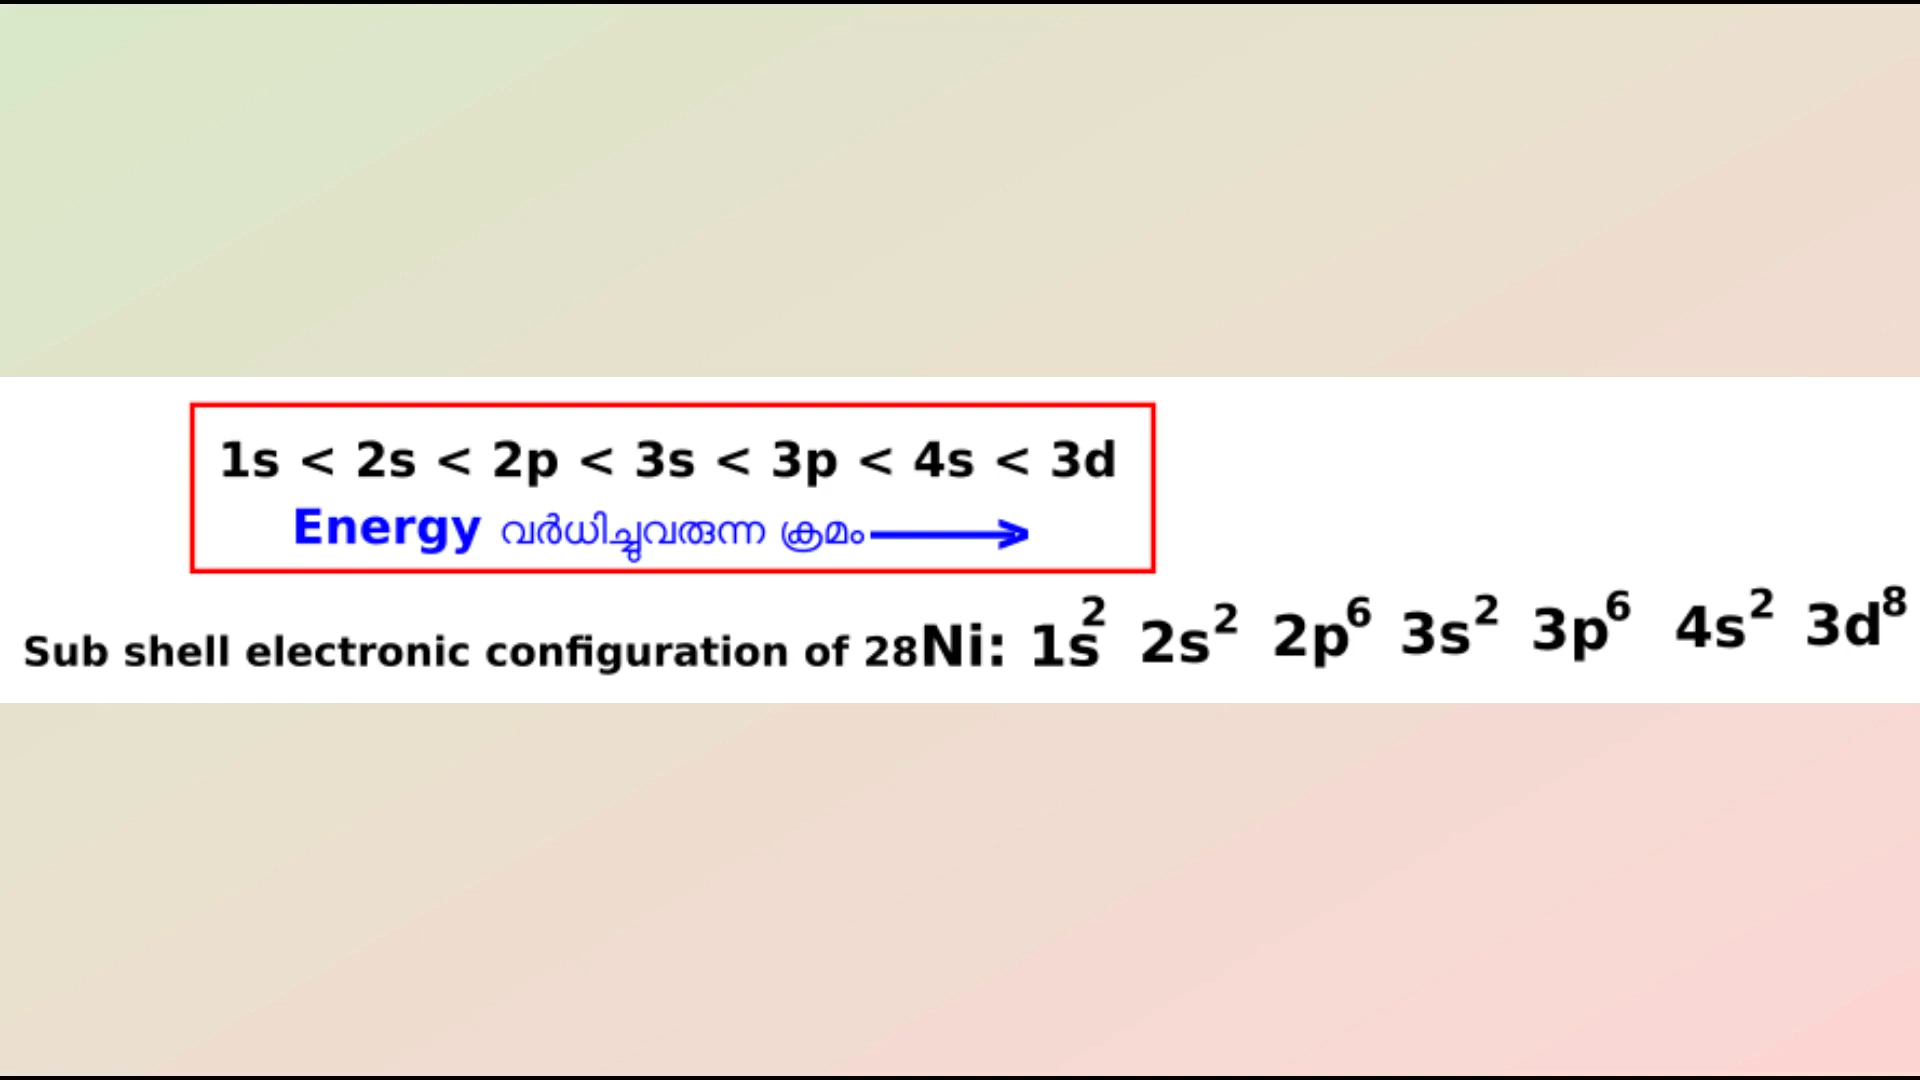 1s < 2s < 2p < 3s < 3p < 4s < 3d
Energy വർധിച്ചുവരുന്ന ക്രമം
Sub shell electronic configuration of 28Ni: 1s² 2s² 2p⁶ 3s² 3p⁶ 4s² 3d⁸